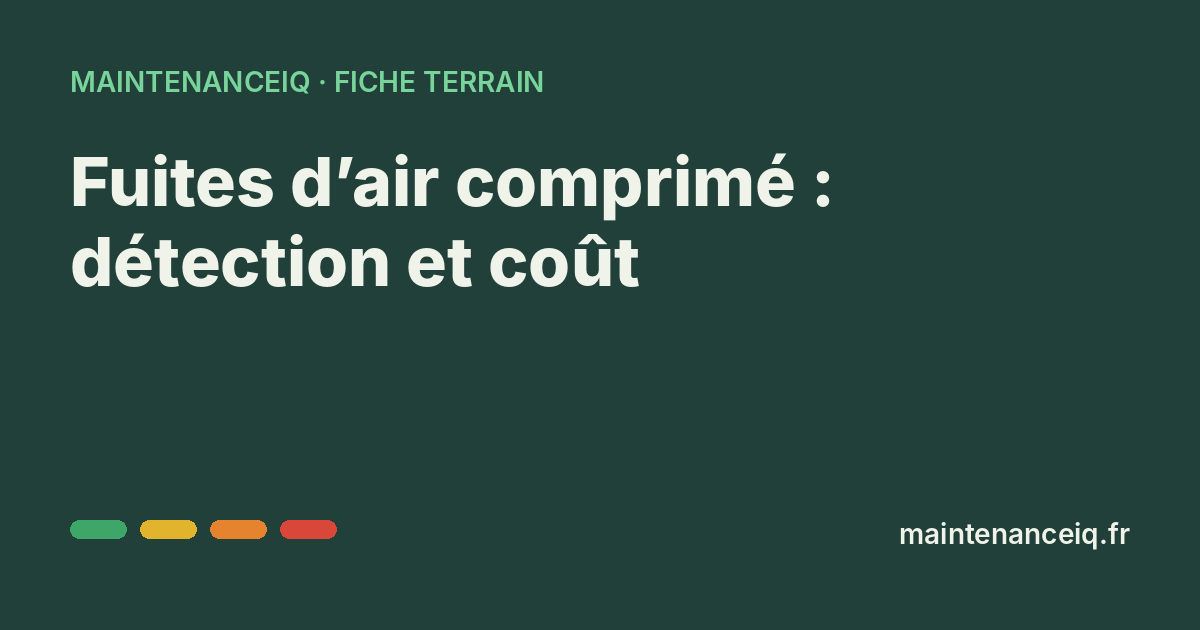 MAINTENANCEIQ · FICHE TERRAIN
Fuites d’air comprimé :
détection et coût
maintenanceiq.fr